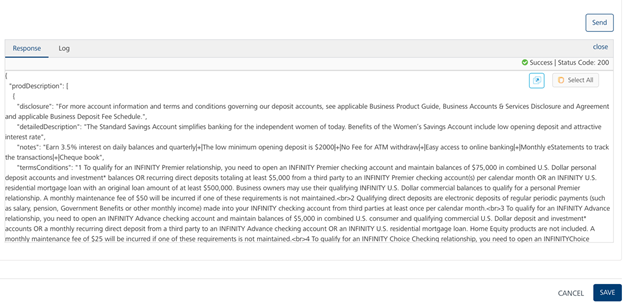 Send
Response Log close
Success | Status Code: 200
{
"prodDescription": [
Select All
{
"disclosure": "For more account information and terms and conditions governing our deposit accounts, see applicable Business Product Guide, Business Accounts & Services Disclosure and Agreement
and applicable Business Deposit Fee Schedule.",
"detailedDescription": "The Standard Savings Account simplifies banking for the independent women of today. Benefits of the Women's Savings Account include low opening deposit and attractive
interest rate",
"notes": "Earn 3.5% interest on daily balances and quarterly|+|The low minimum opening deposit is $2000|+|No Fee for ATM withdraw|+|Easy access to online banking|+|Monthly eStatements to track
the transactions|+|Cheque book",
"termsConditions": "1 To qualify for an INFINITY Premier relationship, you need to open an INFINITY Premier checking account and maintain balances of $75,000 in combined U.S. Dollar personal
deposit accounts and investment* balances OR recurring direct deposits totaling at least $5,000 from a third party to an INFINITY Premier checking account(s) per calendar month OR an INFINITY U.S.
residential mortgage loan with an original loan amount of at least $500,000. Business owners may use their qualifying INFINITY U.S. Dollar commercial balances to qualify for a personal Premier
relationship. A monthly maintenance fee of $50 will be incurred if one of these requirements is not maintained.<br>2 Qualifying direct deposits are electronic deposits of regular periodic payments (such
as salary, pension, Government Benefits or other monthly income) made into your INFINITY checking account from third parties at least once per calendar month.<br>3 To qualify for an INFINITY Advance
relationship, you need to open an INFINITY Advance checking account and maintain balances of $5,000 in combined U.S. consumer and qualifying commercial U.S. Dollar deposit and investment*
accounts OR a monthly recurring direct deposit from a third party to an INFINITY Advance checking account OR an INFINITY U.S. residential mortgage loan. Home Equity products are not included. A
monthly maintenance fee of $25 will be incurred if one of these requirements is not maintained.<br>4 To qualify for an INFINITY Choice Checking relationship, you need to open an INFINITYChoice
CANCEL SAVE